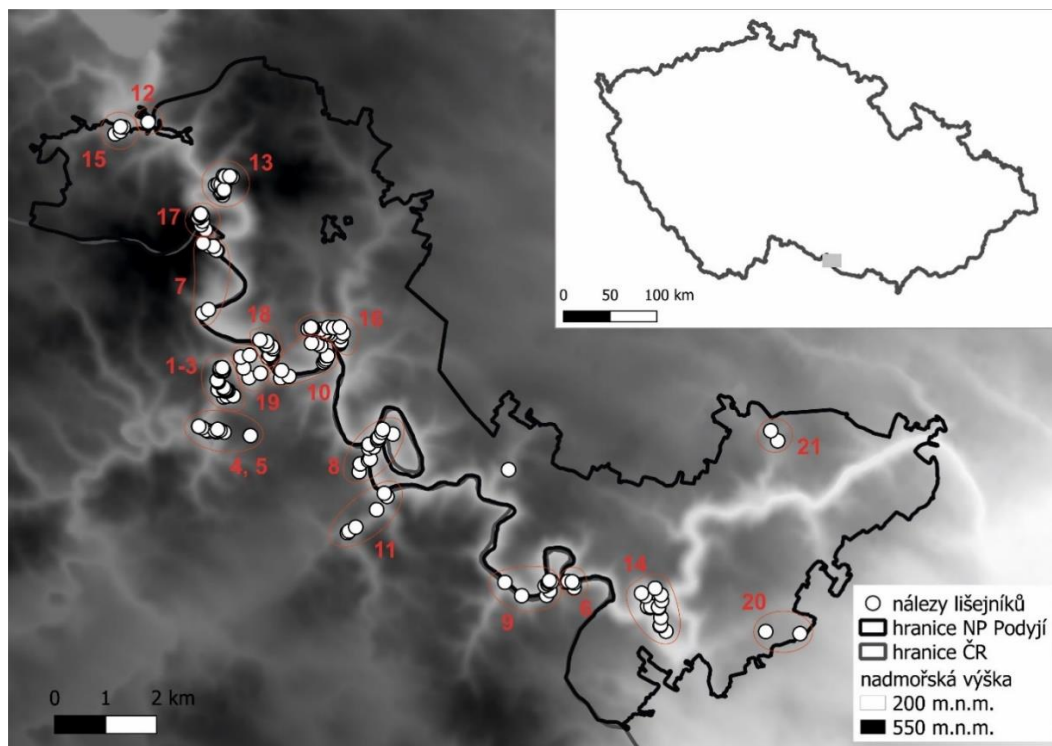 12
15
13
17
7
18
16
1-3
19
10
4, 5
8
11
9
6
14
21
20
0 50 100 km
0 1 2 km
nálezy lišejníků
hranice NP Podyjí
hranice ČR
nadmořská výška
200 m.n.m.
550 m.n.m.